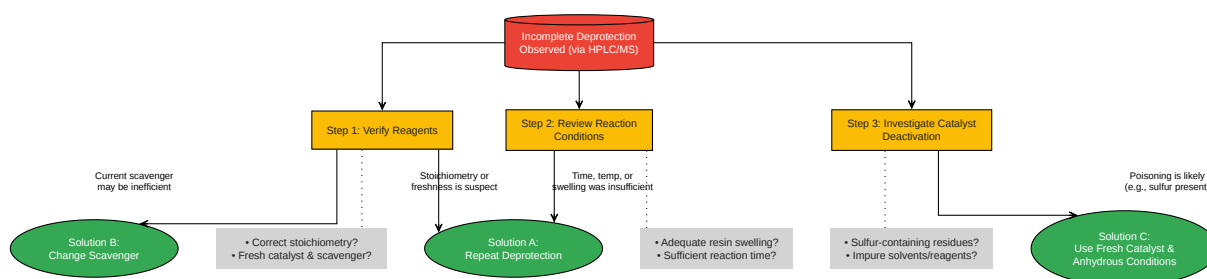 Incomplete Deprotection
Observed (via HPLC/MS)
Step 1: Verify Reagents
Step 2: Review Reaction
Conditions
Step 3: Investigate Catalyst
Deactivation
Current scavenger
may be inefficient
Stoichiometry or
freshness is suspect
Time, temp, or
swelling was insufficient
Poisoning is likely
(e.g., sulfur present
Solution B:
Change Scavenger
• Correct stoichiometry?
• Fresh catalyst & scavenger?
Solution A:
Repeat Deprotection
• Adequate resin swelling?
• Sufficient reaction time?
• Sulfur-containing residues?
• Impure solvents/reagents?
Solution C:
Use Fresh Catalyst &
Anhydrous Conditions